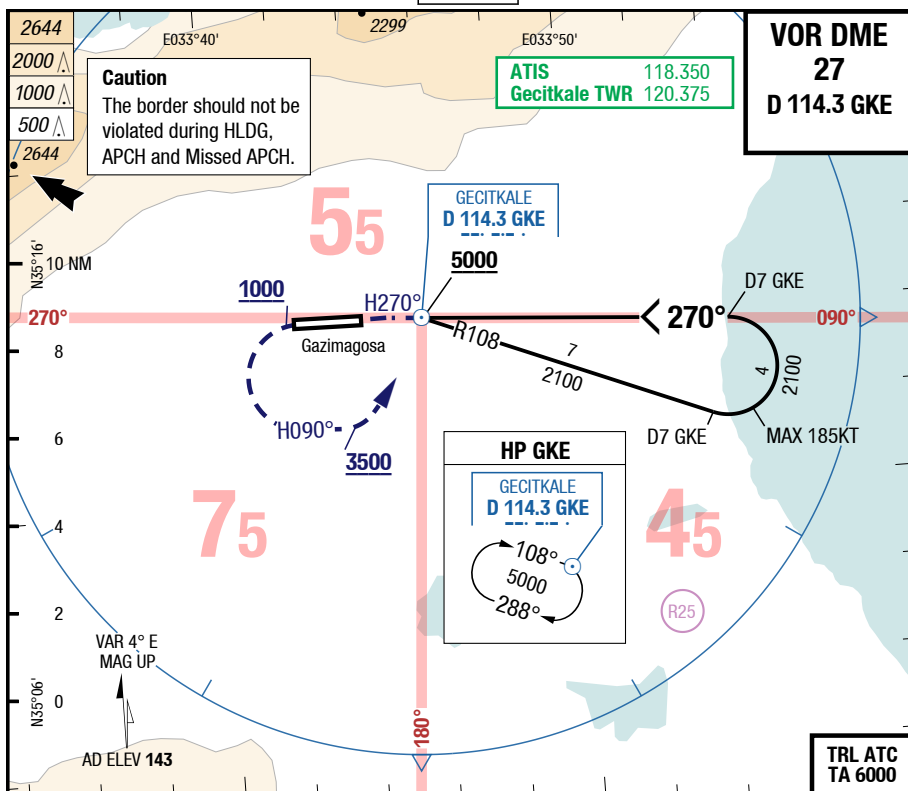 2644
2000
1000
500
2644
E033°40'
2299
E033°50'
Caution
The border should not be
violated during HLDG,
APCH and Missed APCH.
ATIS 118.350
Gecitkale TWR 120.375
VOR DME
27
D 114.3 GKE
55
GECITKALE
D 114.3 GKE
N35°16'
10 NM
5000
1000
H270°
D7 GKE
270°
270°
090°
Gazimagosa
R108
7
2100
4
2100
8
H090°
3500
D7 GKE
MAX 185KT
6
HP GKE
GECITKALE
D 114.3 GKE
75
45
4
108°
5000
288°
R25
2
VAR 4° E
MAG UP
N35°06'
0
180°
AD ELEV 143
TRL ATC
TA 6000